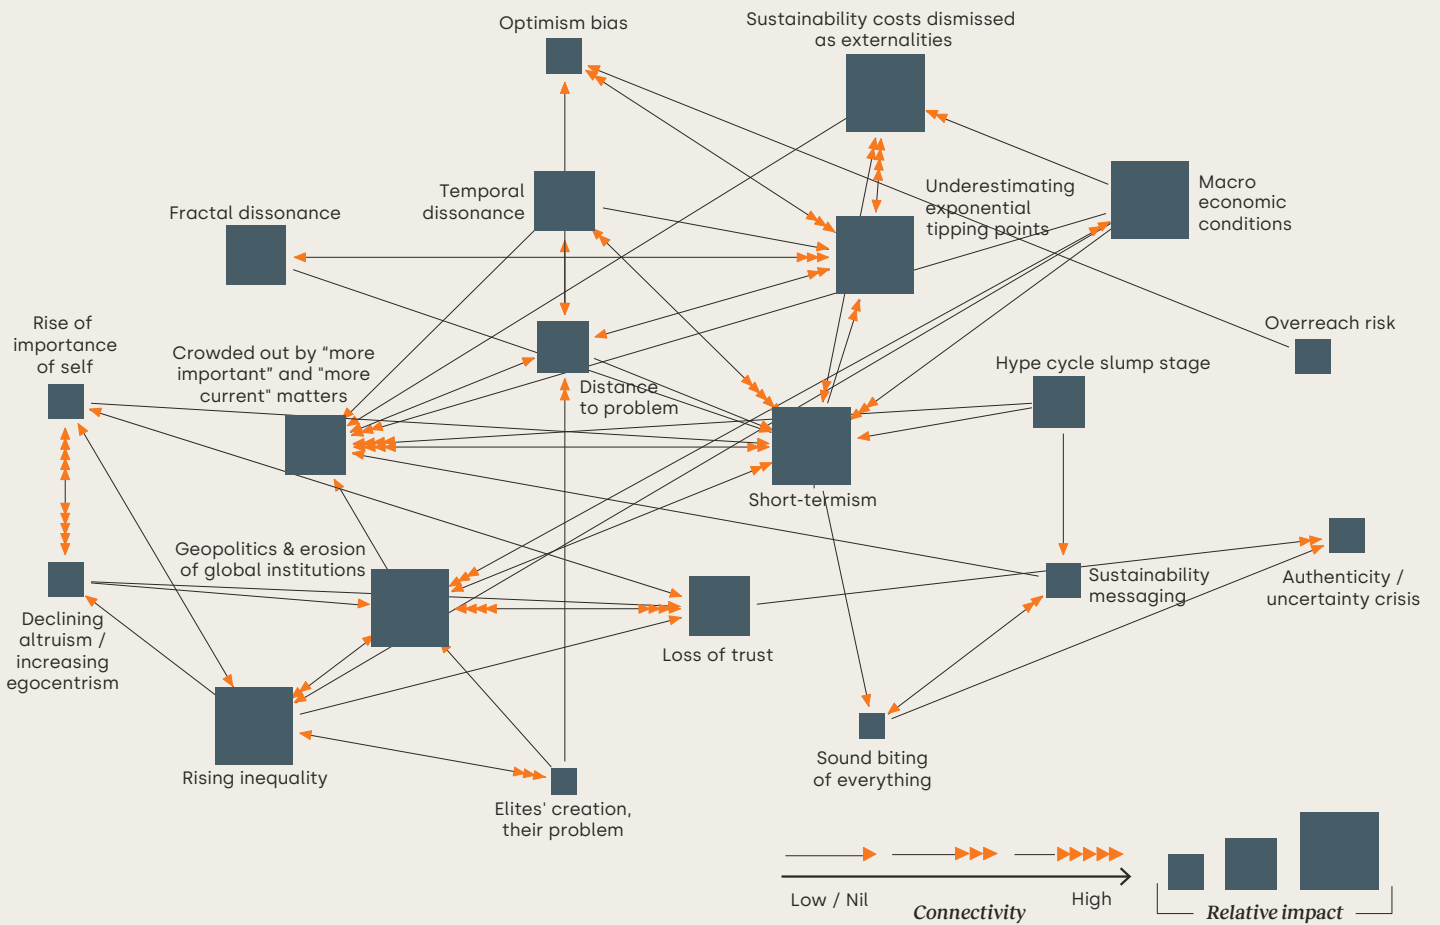 Optimism bias
Sustainability costs dismissed
as externalities
Temporal
dissonance
Underestimating
exponential
tipping points
Macro
economic
conditions
Fractal dissonance
Rise of
importance
of self
Crowded out by “more
important” and "more
current" matters
Distance
to problem
Overreach risk
Hype cycle slump stage
Short-termism
Geopolitics & erosion
of global institutions
Declining
altruism /
increasing
egocentrism
Loss of trust
Sustainability
messaging
Authenticity /
uncertainty crisis
Rising inequality
Elites' creation,
their problem
Sound biting
of everything
Low / Nil
High
Connectivity
Relative impact